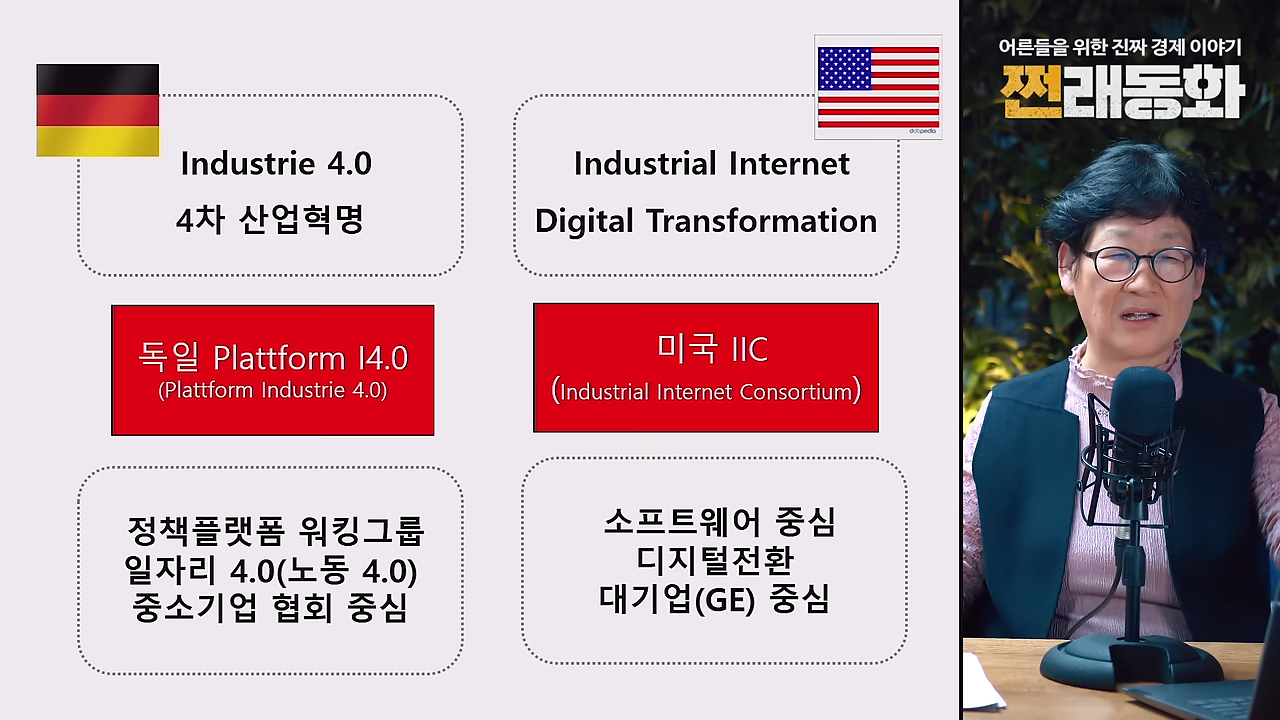 Industrie 4.0
4차 산업혁명
Industrial Internet
Digital Transformation
독일 Plattform I4.0
(Plattform Industrie 4.0)
미국 IIC
(Industrial Internet Consortium)
정책플랫폼 워킹그룹
일자리 4.0(노동 4.0)
중소기업 협회 중심
소프트웨어 중심
디지털전환
대기업(GE) 중심
어른들을 위한 진짜 경제 이야기
쩐래동화